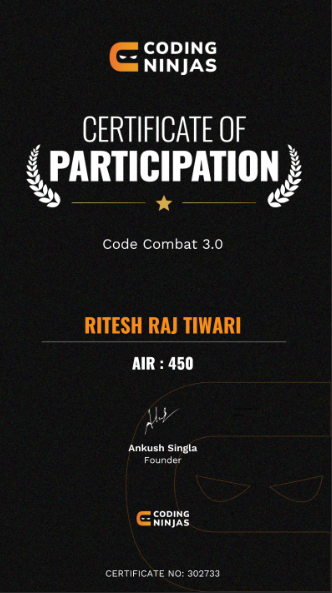 CODING
NINJAS
CERTIFICATE OF
PARTICIPATION
Code Combat 3.0
RITESH RAJ TIWARI
AIR : 450
Ankush Singla
Founder
CODING
NINJAS
CERTIFICATE NO: 302733